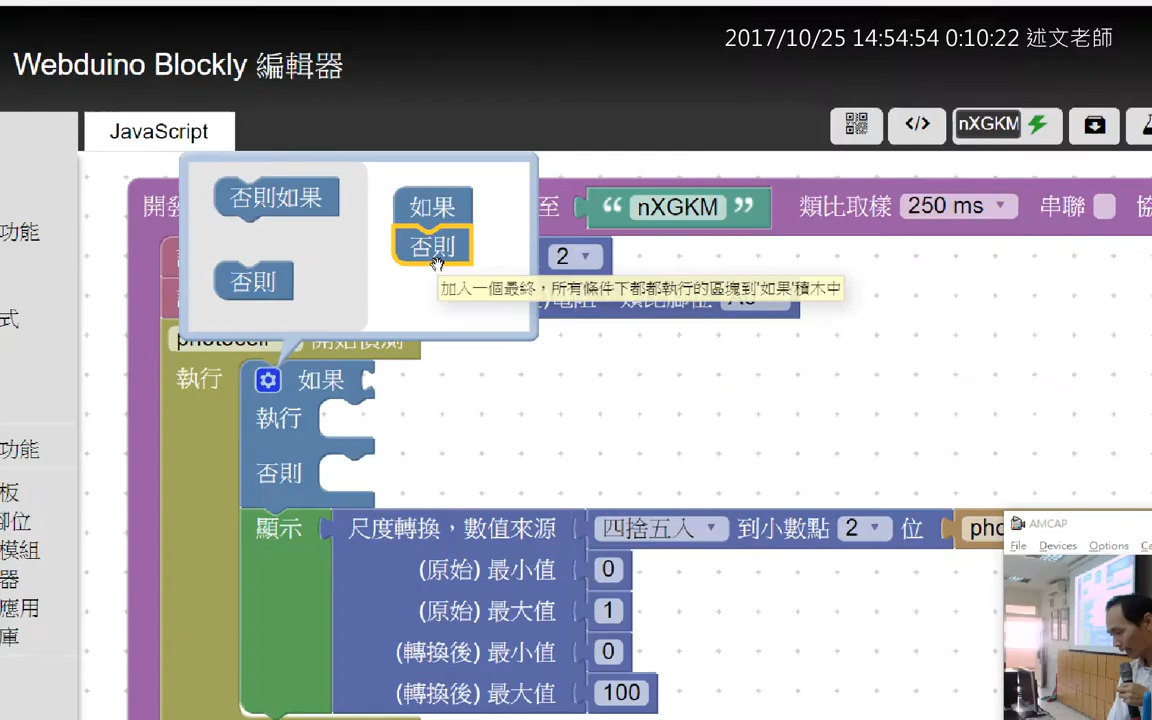 2017/10/25 14:54:54 0:10:22 述文老師
Webduino Blockly 編輯器
JavaScript
</>
nXGKM
否則如果
如果
否則
否則
至
“ nXGKM ”
類比取樣
250 ms
串聯
功能
2
加入一個最終，所有條件下都都執行的區塊到'如果'積木中
式
執行
如果
執行
否則
功能
板
腳位
模組
器
應用
庫
顯示
尺度轉換，數值來源
四捨五入
到小數點
2
位
pho
(原始) 最小值
0
(原始) 最大值
1
(轉換後) 最小值
0
(轉換後) 最大值
100
AMCAP
File Devices Options